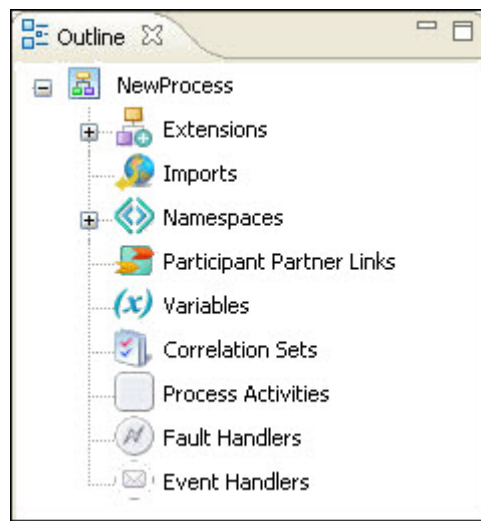 Outline
NewProcess
Extensions
Imports
Namespaces
Participant Partner Links
(x) Variables
Correlation Sets
Process Activities
Fault Handlers
Event Handlers